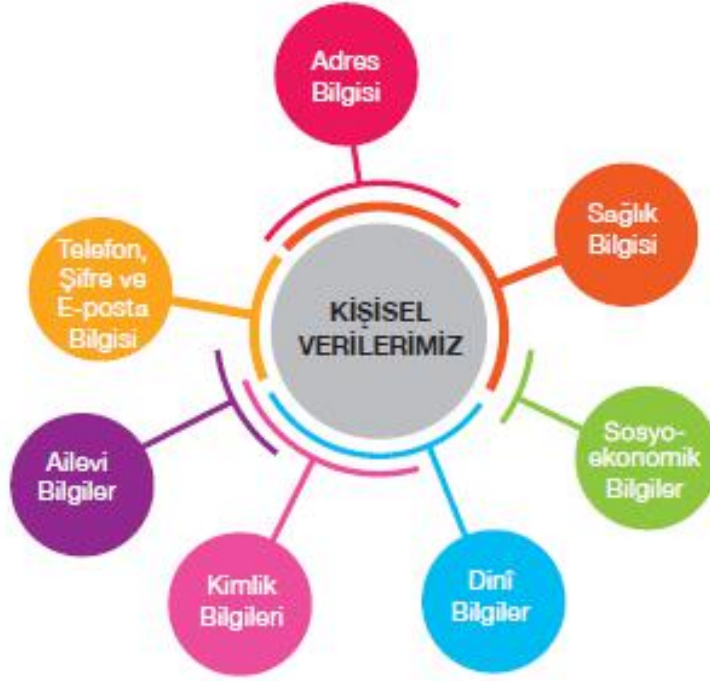 Adres
Bilgisi
Sağlık
Bilgisi
Telefon,
Şifre ve
E-posta
Bilgisi
KİŞİSEL
VERİLERİMİZ
Sosyo-
ekonomik
Bilgiler
Ailevi
Bilgiler
Kimlik
Bilgileri
Dinî
Bilgiler